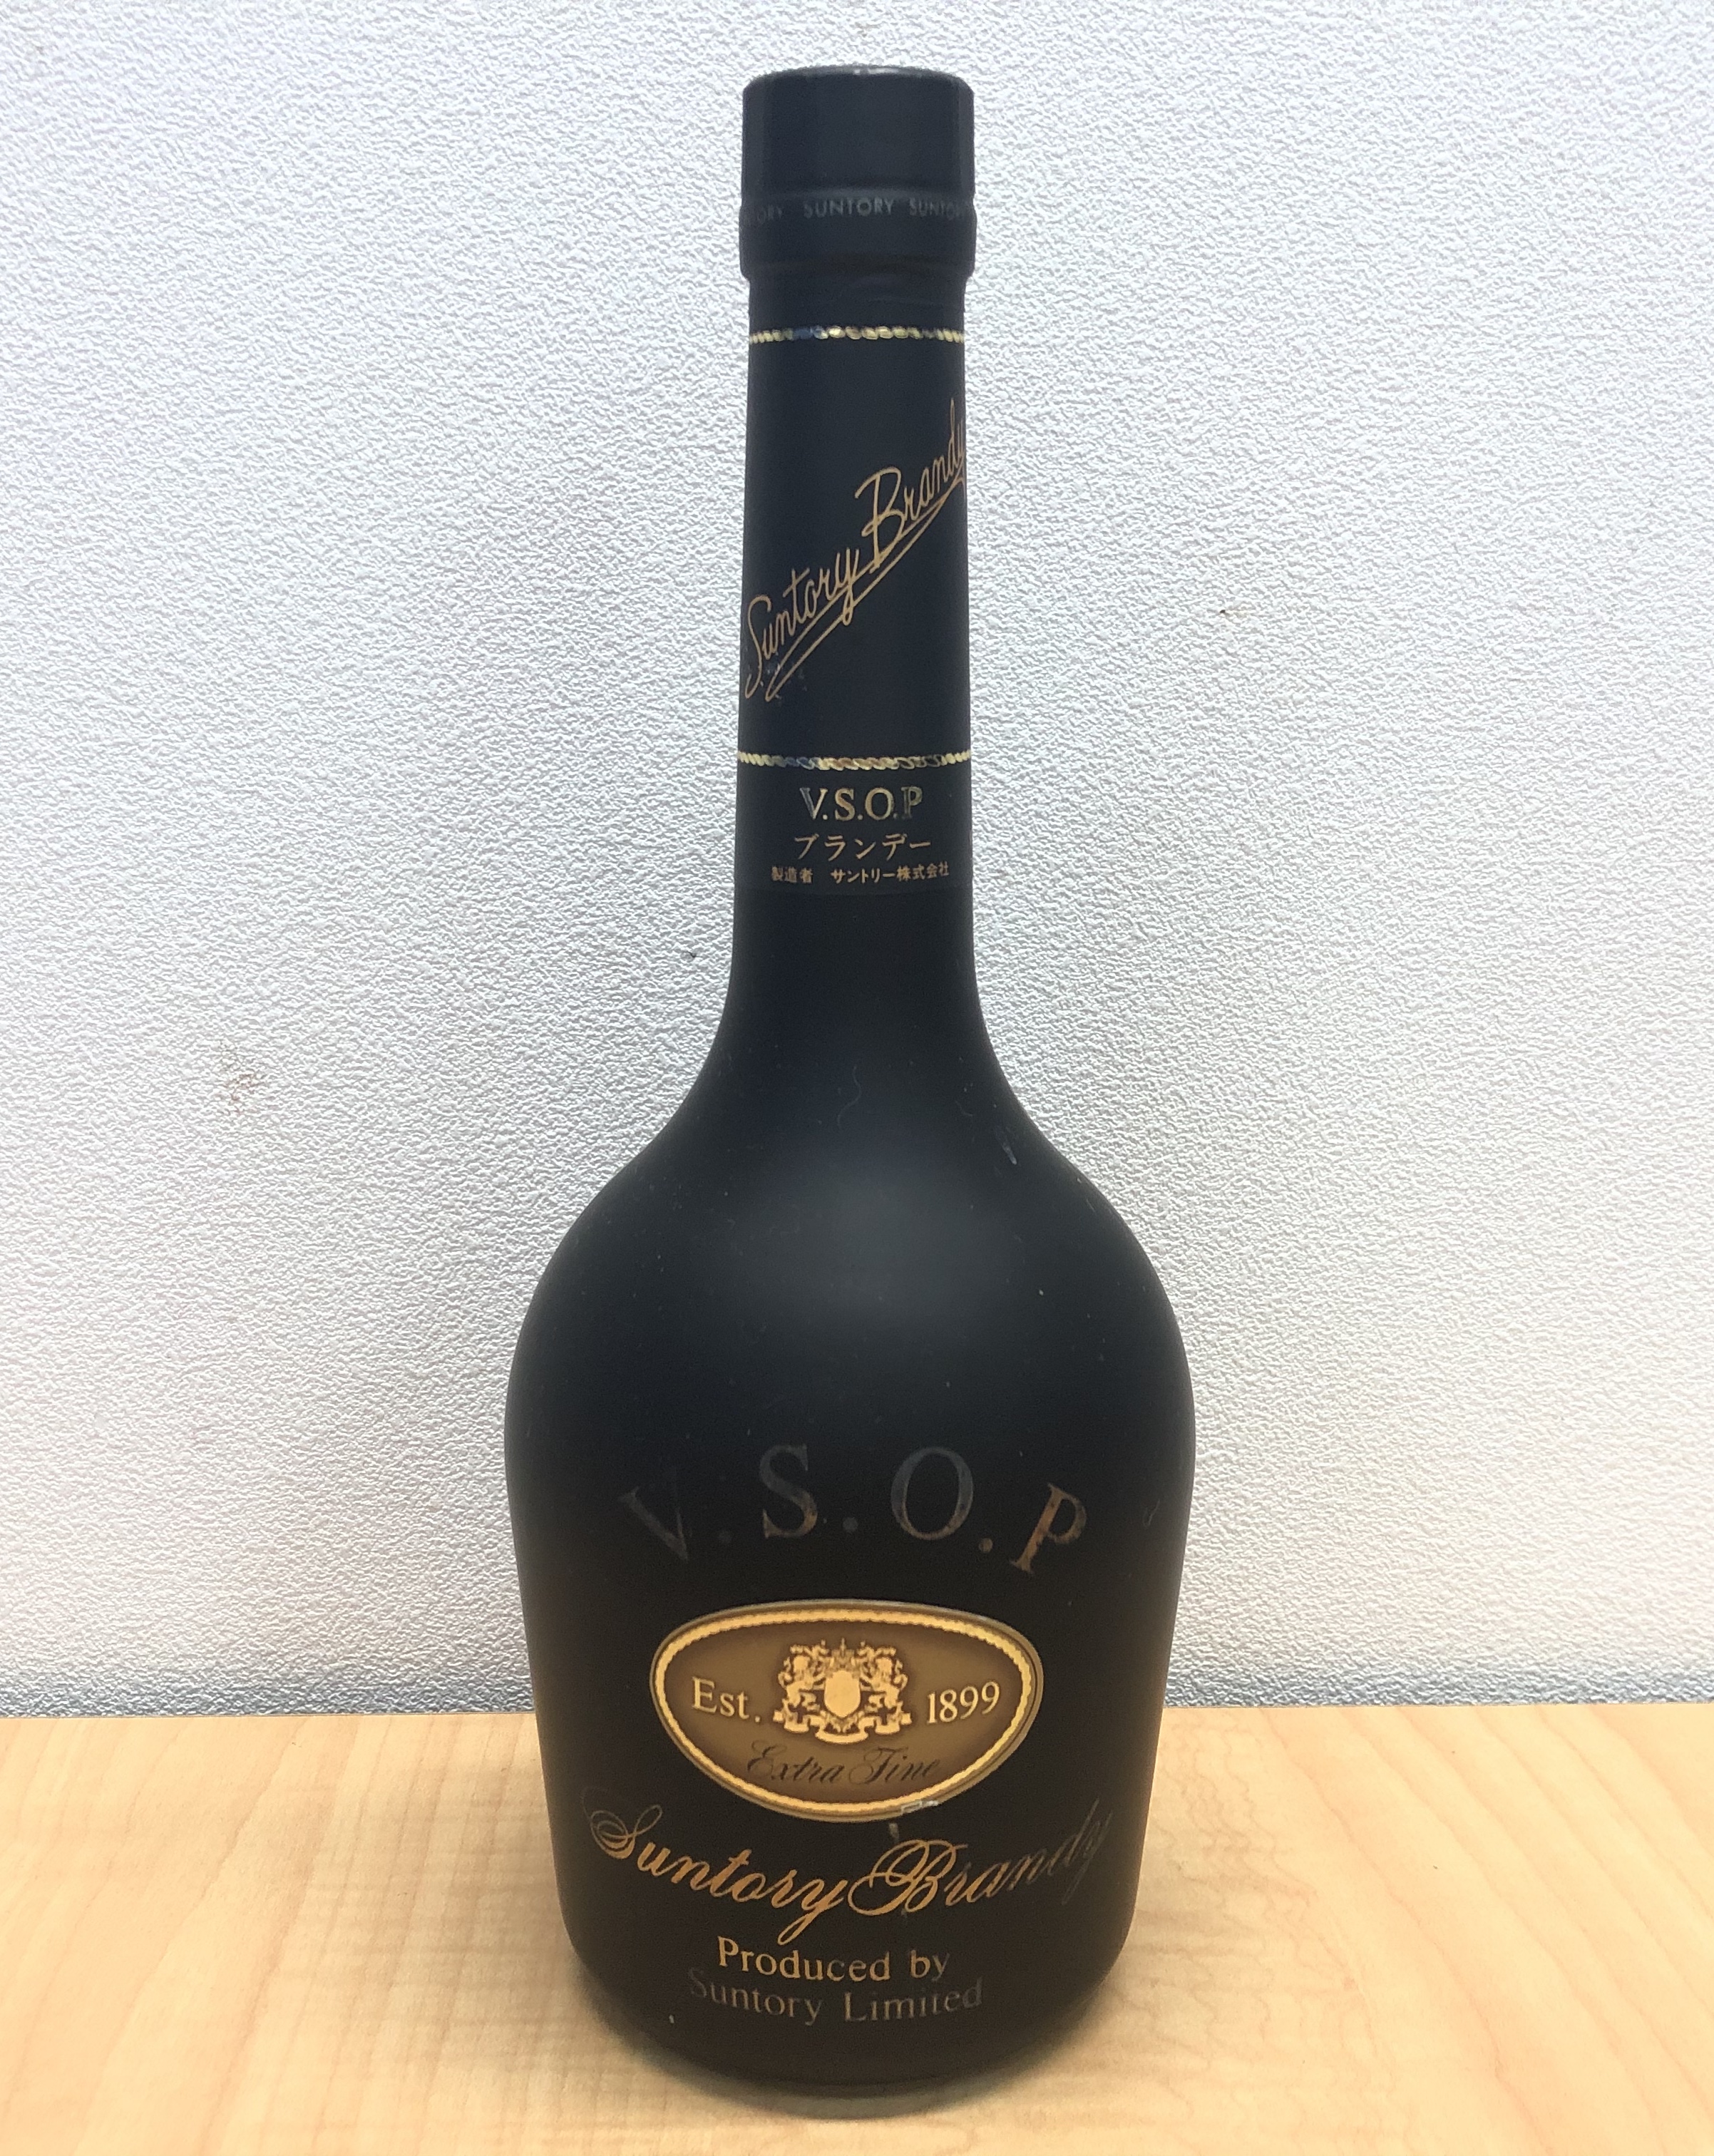 SUNTORY SUNTORY
Suntory Brandy
V.S.O.P
ブランデー
製造者 サントリー株式会社
V.S.O.P
Est. 1899
Extra Fine
Suntory Brandy
Produced by
Suntory Limited